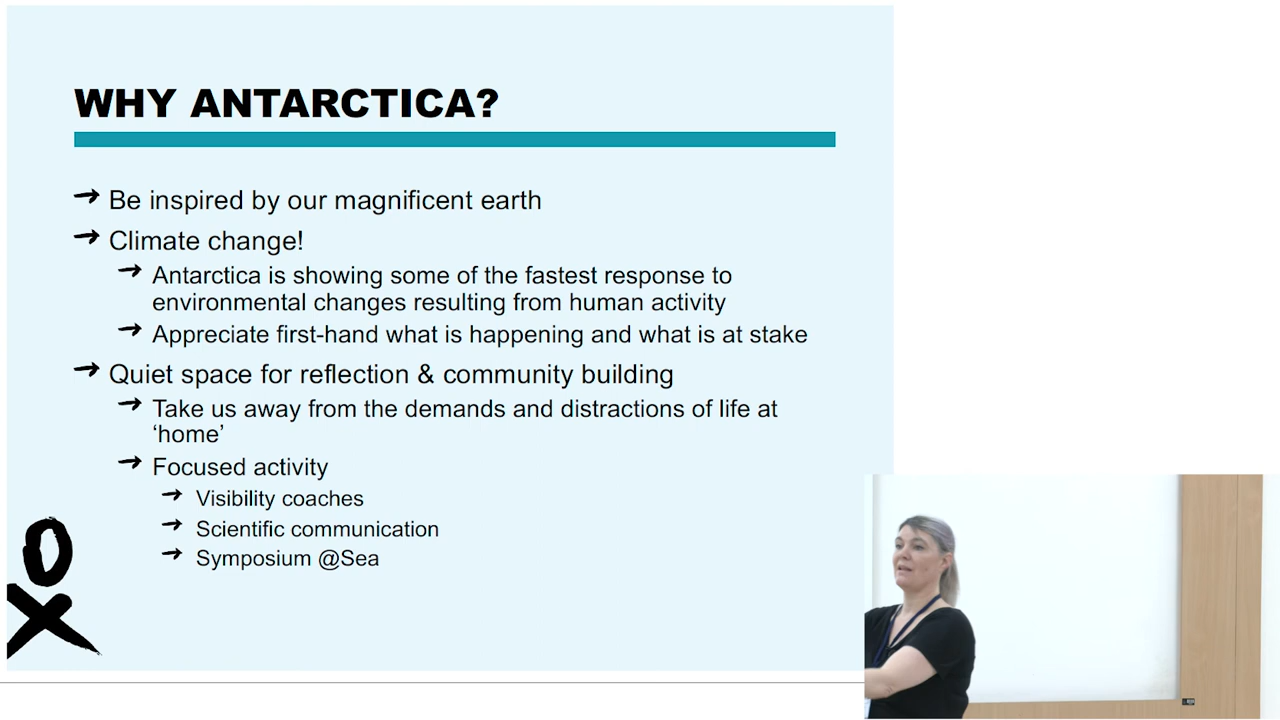 WHY ANTARCTICA?
Be inspired by our magnificent earth
Climate change!
Antarctica is showing some of the fastest response to
environmental changes resulting from human activity
Appreciate first-hand what is happening and what is at stake
Quiet space for reflection & community building
Take us away from the demands and distractions of life at
‘home’
Focused activity
Visibility coaches
Scientific communication
Symposium @Sea